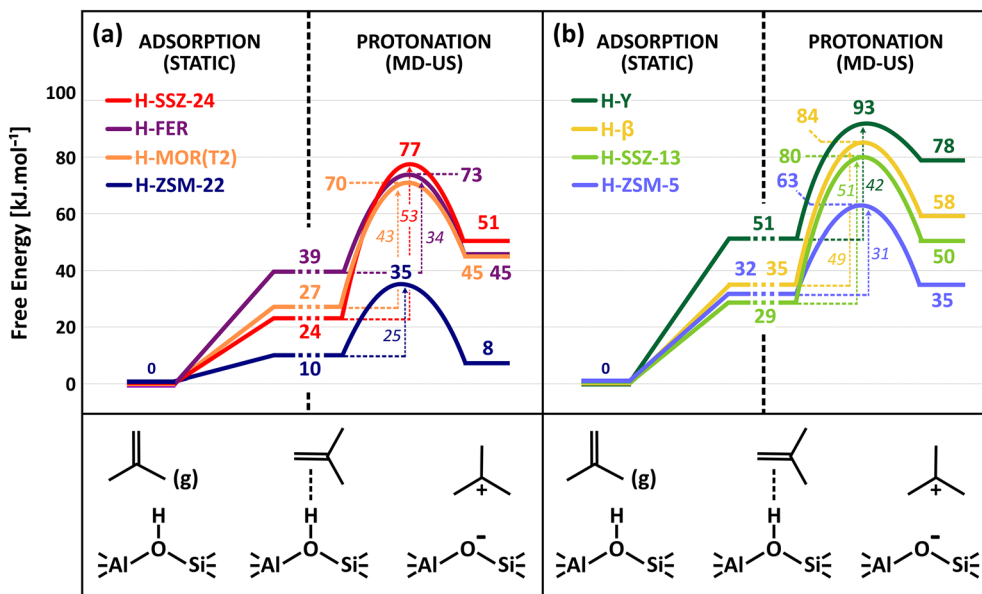 (a)
ADSORPTION
(STATIC)
PROTONATION
(MD-US)
Free Energy [kJ.mol⁻¹]
100
80
60
40
20
0
H-SSZ-24
H-FER
H-MOR(T2)
H-ZSM-22
77
70
73
53
43
34
51
39
27
24
35
45 45
25
10
8
0
(b)
ADSORPTION
(STATIC)
PROTONATION
(MD-US)
H-Y
H-β
H-SSZ-13
H-ZSM-5
93
84
80
63
78
51
42
58
51
49
31
50
32 35
29
35
0
(g)
H
O
Al Si
H
O
Al Si
+
O-
Al Si
(g)
H
O
Al Si
H
O
Al Si
+
O-
Al Si